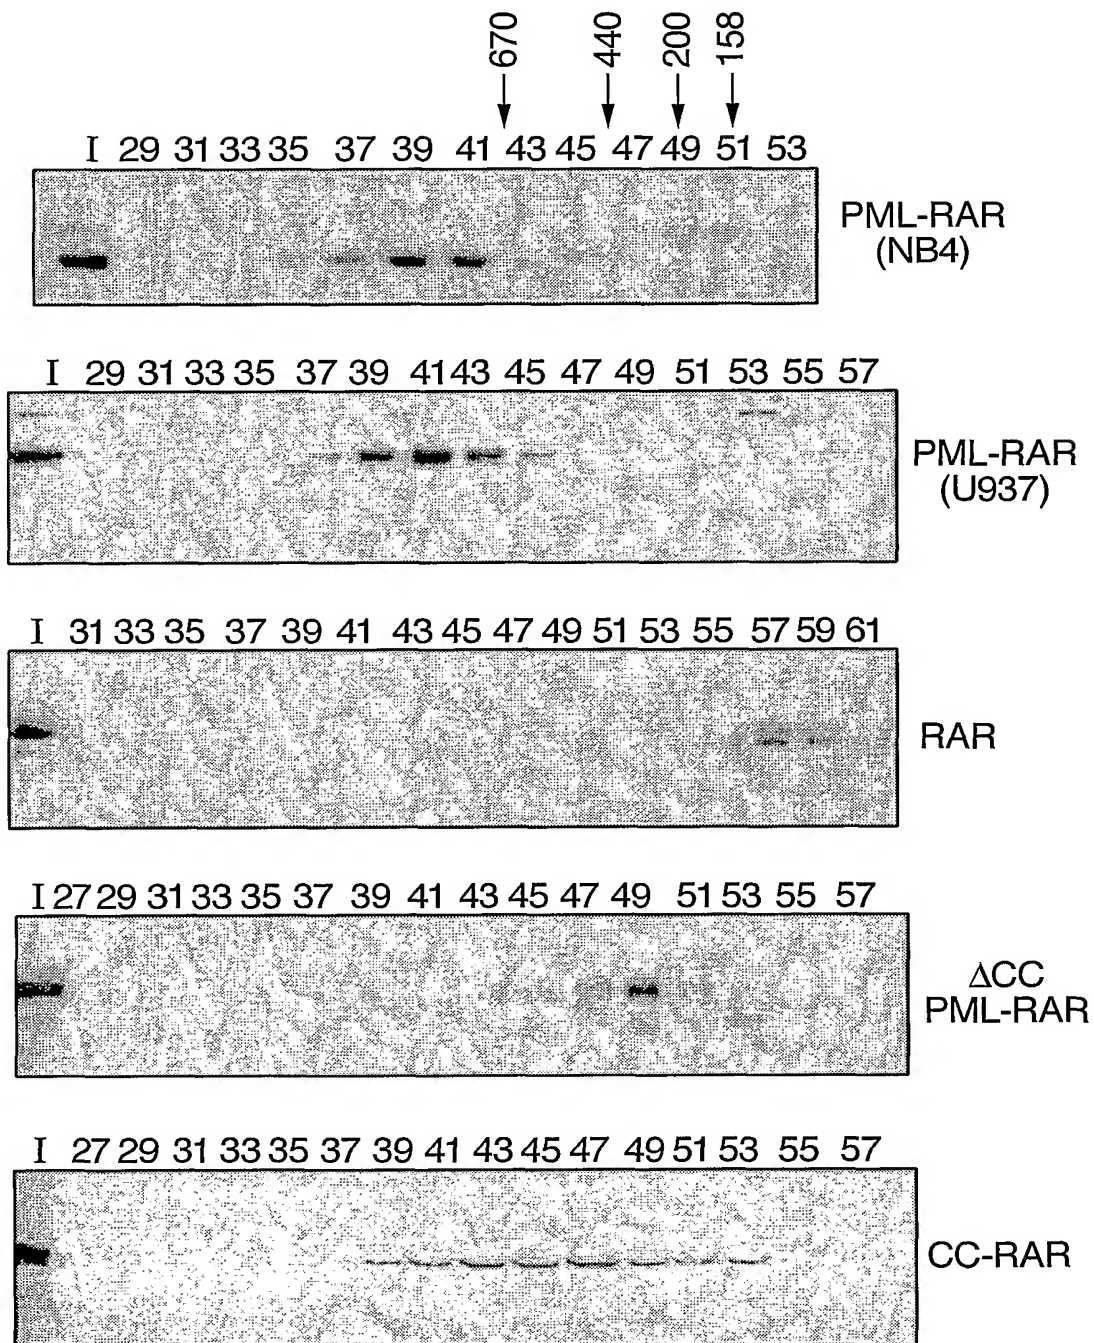 670 440 200 158
I 29 31 33 35 37 39 41 43 45 47 49 51 53
PML-RAR
(NB4)
I 29 31 33 35 37 39 41 43 45 47 49 51 53 55 57
PML-RAR
(U937)
I 31 33 35 37 39 41 43 45 47 49 51 53 55 57 59 61
RAR
I 27 29 31 33 35 37 39 41 43 45 47 49 51 53 55 57
ΔCC
PML-RAR
I 27 29 31 33 35 37 39 41 43 45 47 49 51 53 55 57
CC-RAR